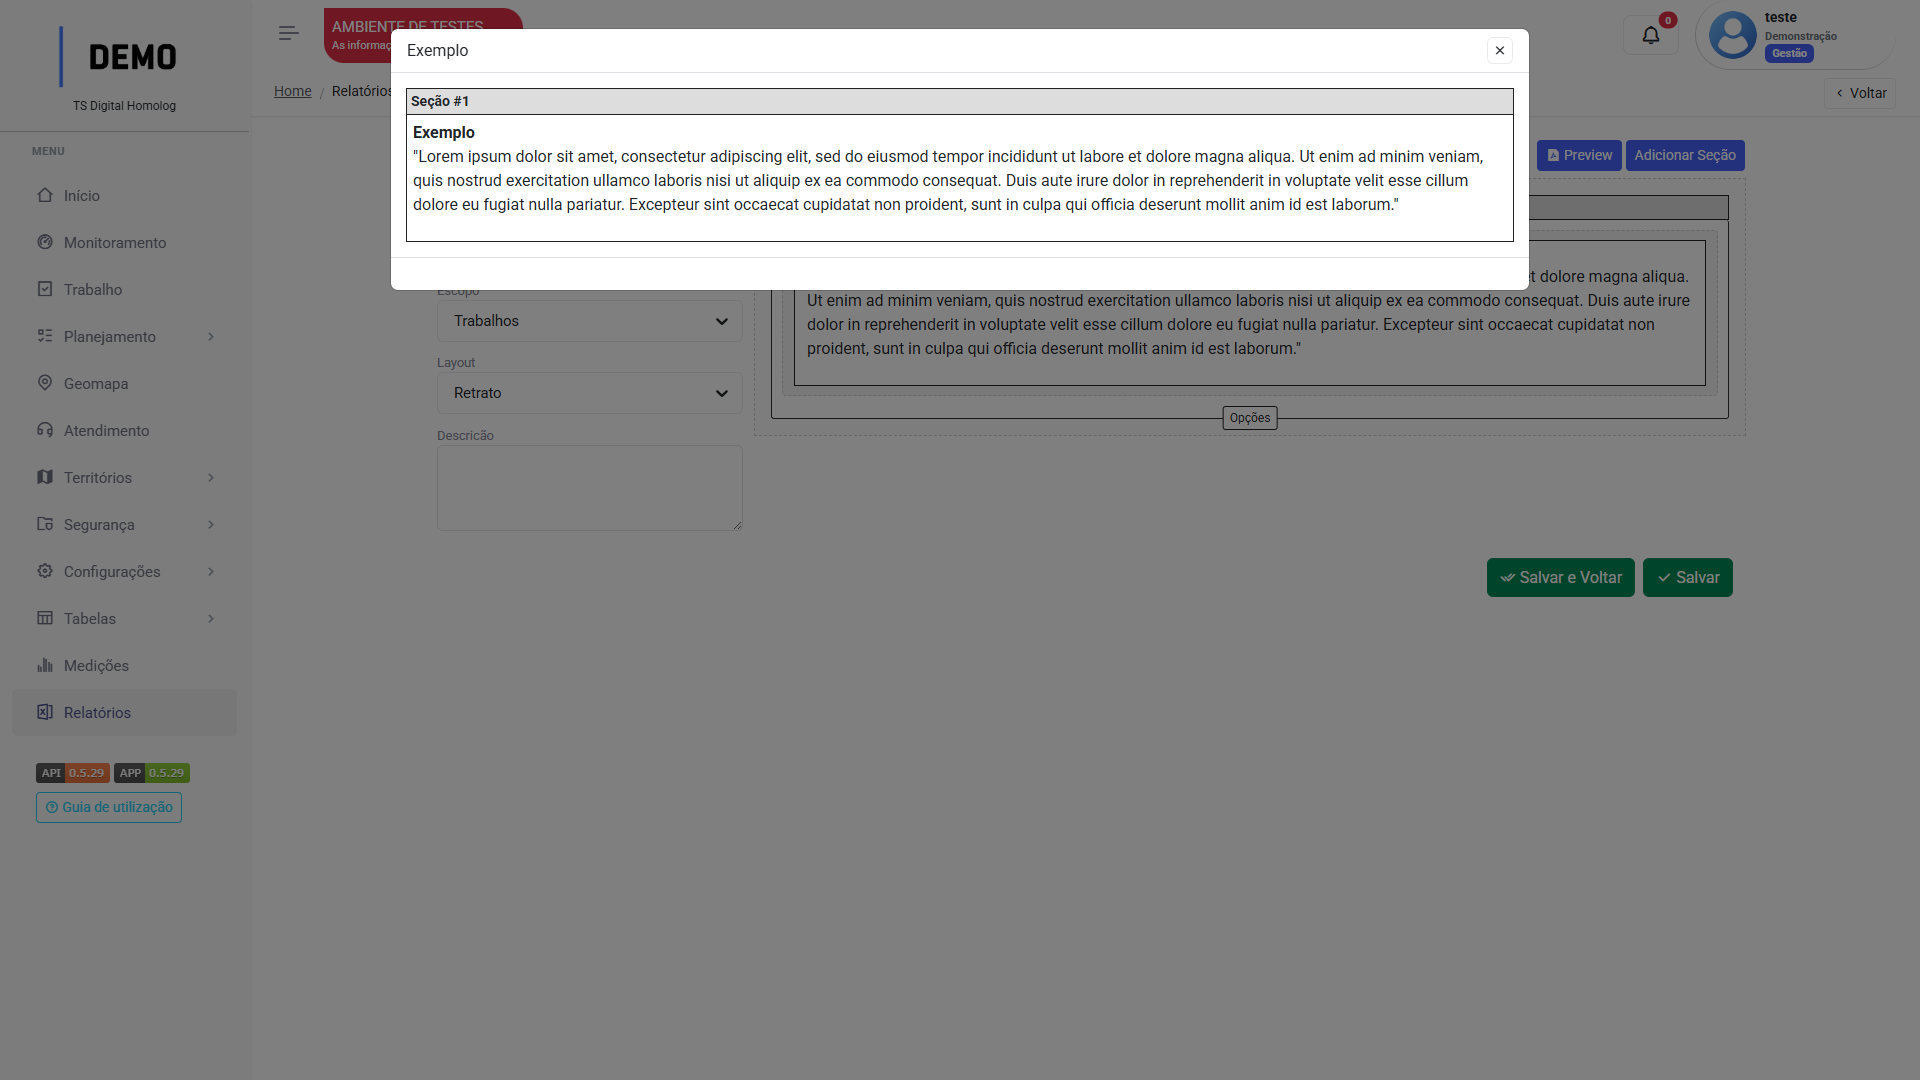 DEMO
TS Digital Homolog
MENU
Início
Monitoramento
Trabalho
Planejamento
Geomapa
Atendimento
Territórios
Segurança
Configurações
Tabelas
Medições
Relatórios
API 0.5.29 APP 0.5.29
Guia de utilização
AMBIENTE DE TESTES
0
teste
Demonstração
Gestão
Home / Relatórios
Voltar
Exemplo
Seção #1
Exemplo
"Lorem ipsum dolor sit amet, consectetur adipiscing elit, sed do eiusmod tempor incididunt ut labore et dolore magna aliqua. Ut enim ad minim veniam,
quis nostrud exercitation ullamco laboris nisi ut aliquip ex ea commodo consequat. Duis aute irure dolor in reprehenderit in voluptate velit esse cillum
dolore eu fugiat nulla pariatur. Excepteur sint occaecat cupidatat non proident, sunt in culpa qui officia deserunt mollit anim id est laborum."
Preview
Adicionar Seção
Escopo
Trabalhos
Layout
Retrato
Descricão
dolore magna aliqua.
Ut enim ad minim veniam, quis nostrud exercitation ullamco laboris nisi ut aliquip ex ea commodo consequat. Duis aute irure
dolor in reprehenderit in voluptate velit esse cillum dolore eu fugiat nulla pariatur. Excepteur sint occaecat cupidatat non
proident, sunt in culpa qui officia deserunt mollit anim id est laborum."
Opções
Salvar e Voltar
Salvar